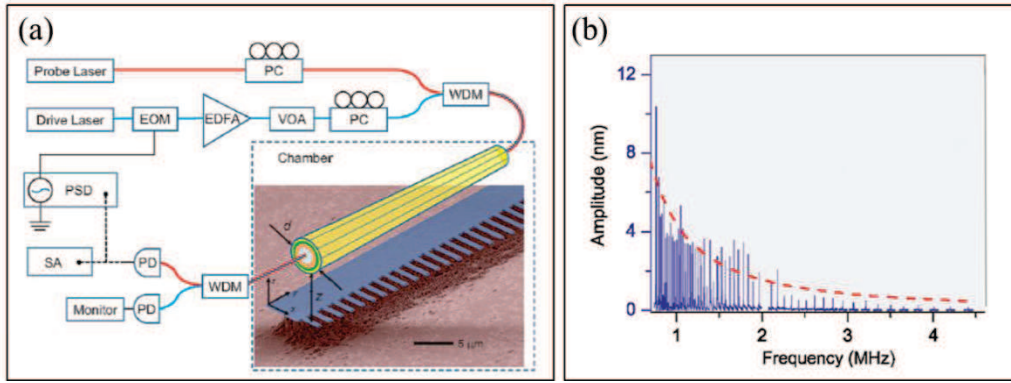 (a)
Probe Laser
PC
WDM
Drive Laser
EOM
EDFA
VOA
PC
Chamber
PSD
d
SA
PD
WDM
z
Monitor
PD
5 μm
(b)
Amplitude (nm)
12
8
4
0
1 2 3 4
Frequency (MHz)